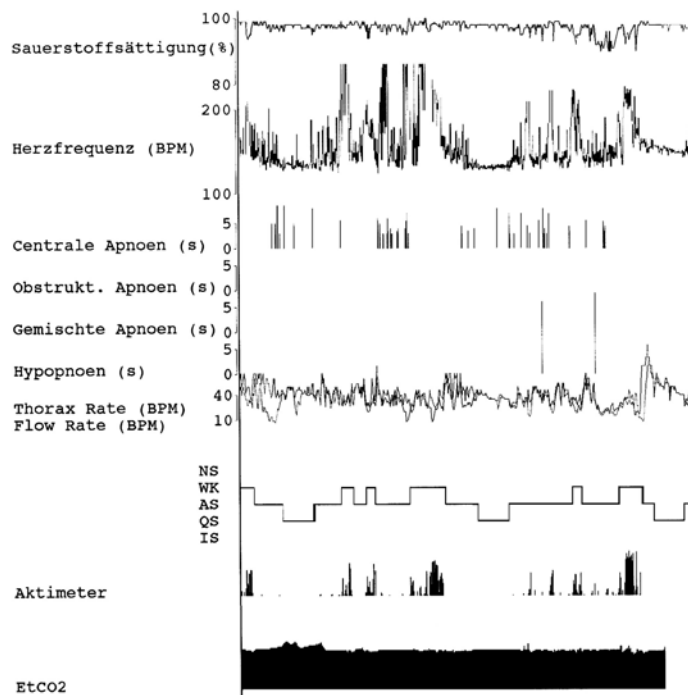 100
Sauerstoffsättigung(%)
80
200
Herzfrequenz (BPM)
100
5
Centrale Apnoen (s)
0
5
Obstrukt. Apnoen (s)
0
5
Gemischte Apnoen (s)
0
5
Hypopnoen (s)
0
40
Thorax Rate (BPM)
Flow Rate (BPM)
10
NS
WK
AS
QS
IS
Aktimeter
EtCO2